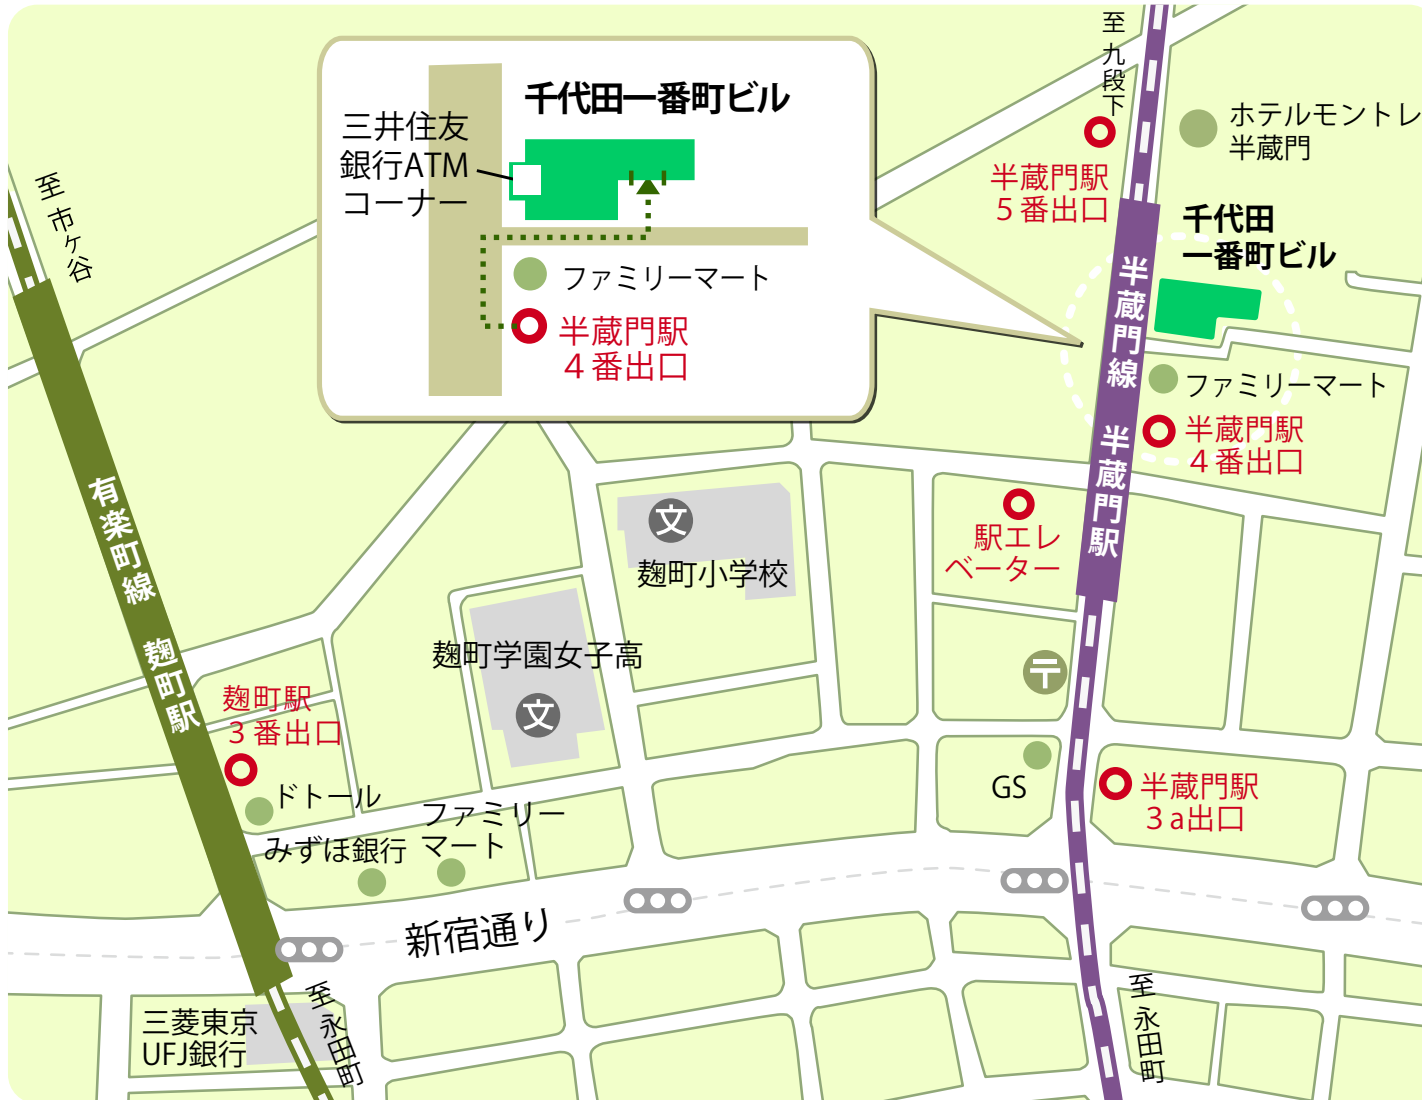 至九段下
ホテルモントレ
半蔵門
千代田一番町ビル
三井住友
銀行ATM
コーナー
ファミリーマート
半蔵門駅
４番出口
半蔵門駅
５番出口
千代田
一番町ビル
至市ヶ谷
半蔵門線 半蔵門駅
ファミリーマート
半蔵門駅
４番出口
有楽町線 麹町駅
文
麹町小学校
駅エレ
ベーター
麹町学園女子高
文
〒
麹町駅
３番出口
ドトール
みずほ銀行
ファミリー
マート
GS
半蔵門駅
３a出口
新宿通り
三菱東京
UFJ銀行
至永田町
至永田町